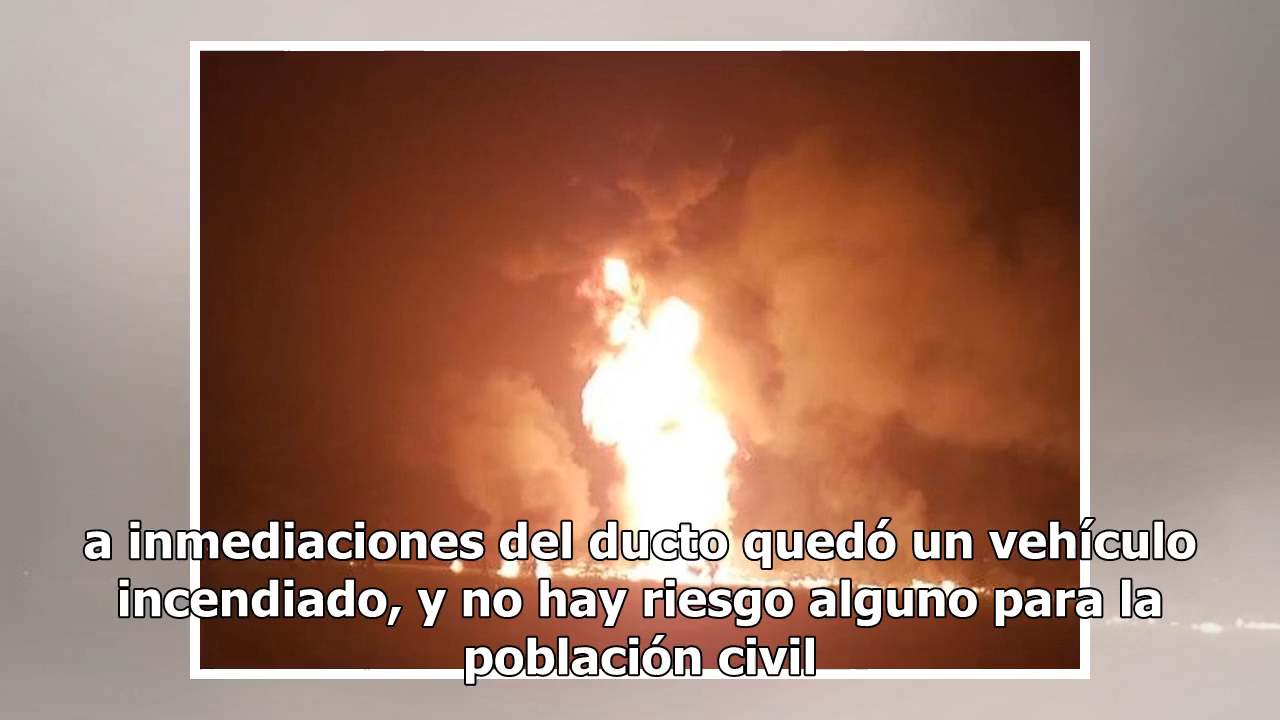 a inmediaciones del ducto quedó un vehículo
incendiado, y no hay riesgo alguno para la
población civil